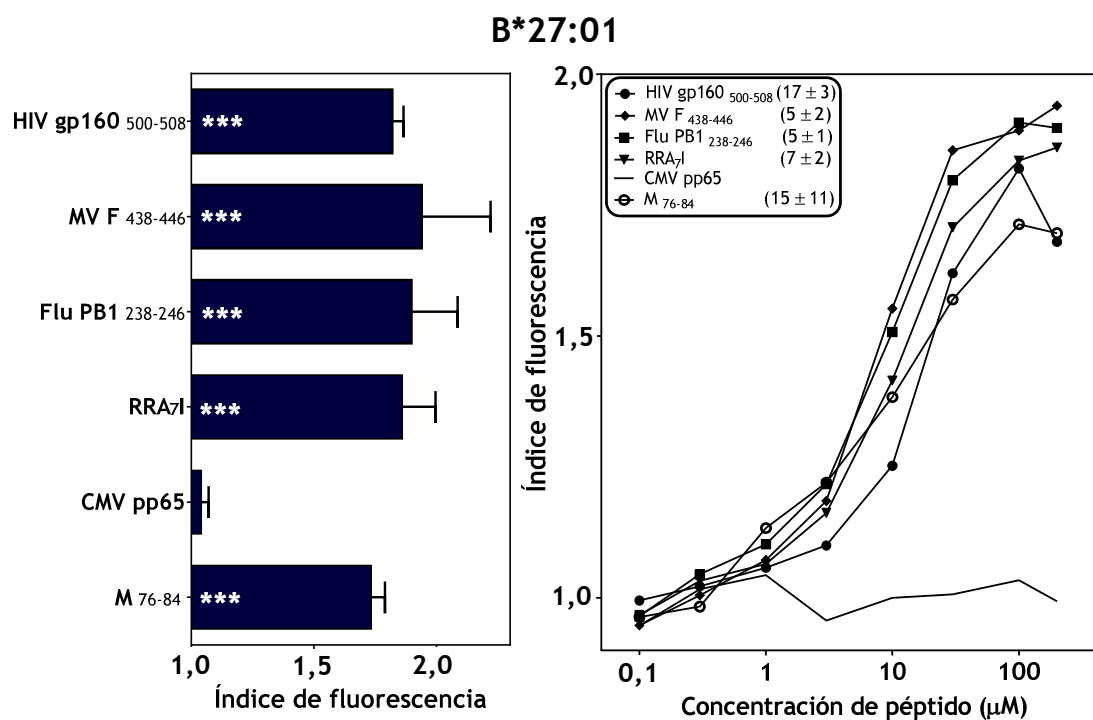 B*27:01
HIV gp160 500-508
***
MV F 438-446
***
Flu PB1 238-246
***
RRA7I
***
CMV pp65
M 76-84
***
1,0 1,5 2,0
Índice de fluorescencia
2,0
1,5
1,0
Índice de fluorescencia
HIV gp160 500-508 (17 ± 3)
MV F 438-446 (5 ± 2)
Flu PB1 238-246 (5 ± 1)
RRA7I (7 ± 2)
CMV pp65
M 76-84 (15 ± 11)
0,1 1 10 100
Concentración de péptido (μM)